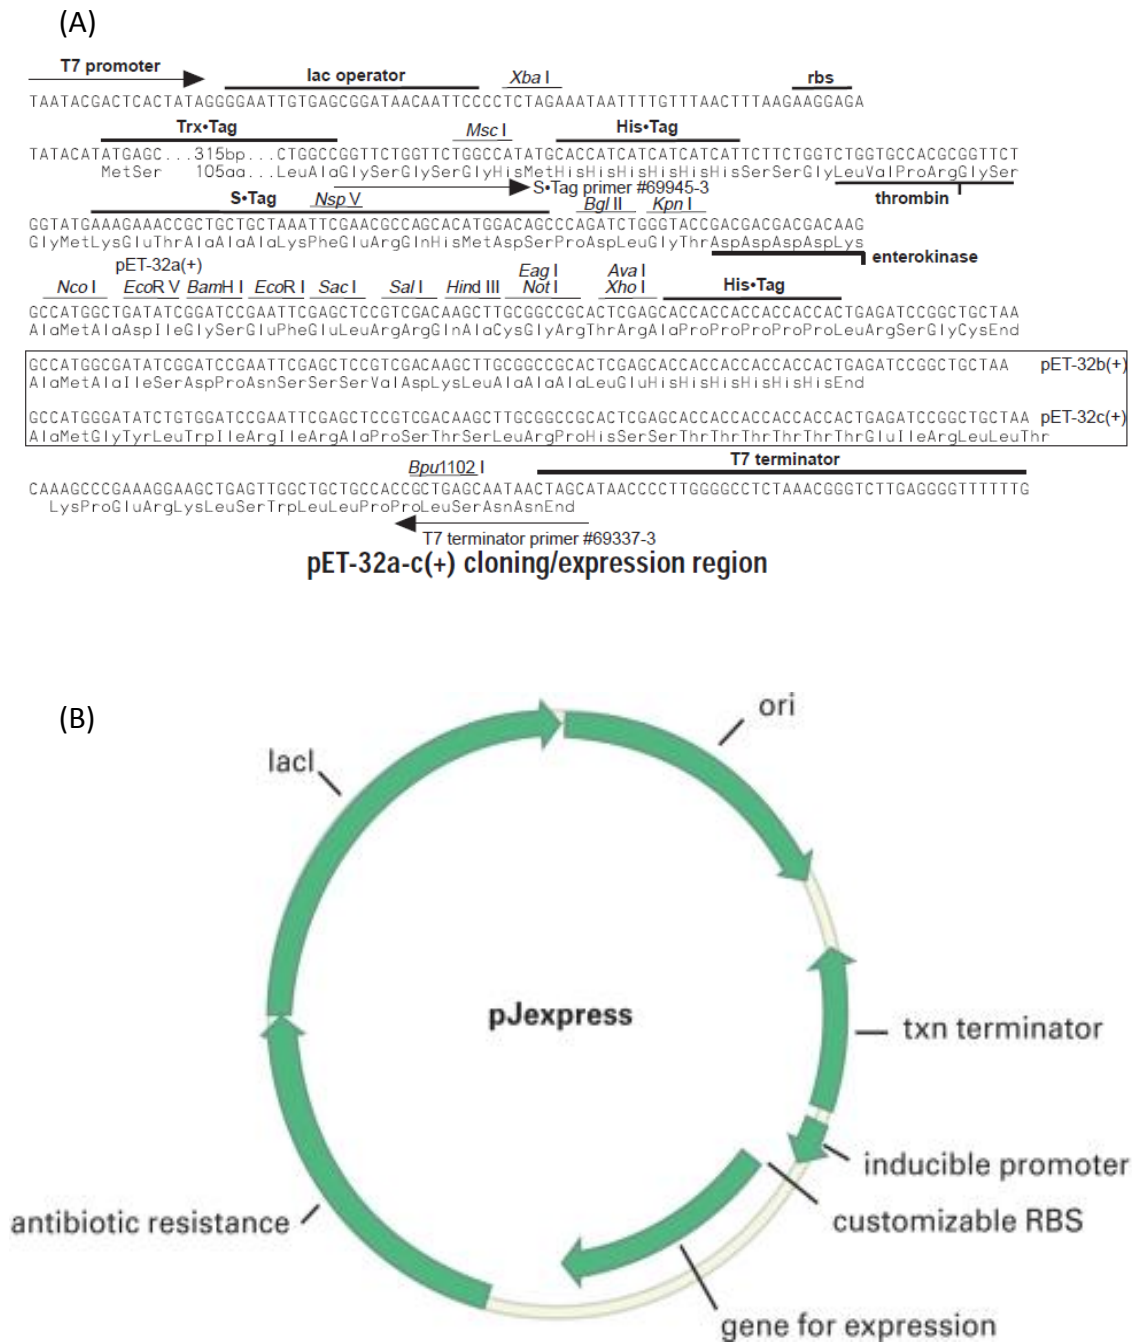 (A)
T7 promoter
lac operator
Xba I
rbs
TAATACGACTCACTATAGGGGAATTGTGAGCGGATAACAATTCCCCTCTAGAAATAATTTTGTTTAACTTTAAGAAGGAGA
Trx•Tag
Msc I
His•Tag
TATACATATGAGC...315bp...CTGGCCGGTTCTGGTTCTGGCCATATGCACCATCATCATCATCATTCTTCTGGTCTGGTGCCACGCGGTTCT
MetSer 105aa...LeuAlaGlySerGlySerGlyHisMetHisHisHisHisHisHisSerSerGlyLeuValProArgGlySer
S•Tag primer #69945-3
thrombin
S•Tag
Nsp V
Bgl II
Kpn I
GGTATGAAAGAAACCGCTGCTGCTAAATTCGAACGCCAGCACATGGACAGCCCAGATCTGGGTACCGACGACGACGACAAG
GlyMetLysGluThrAlaAlaAlaLysPheGluArgGlnHisMetAspSerProAspLeuGlyThrAspAspAspAspLys
enterokinase
pET-32a(+)
Nco I
EcoR V
BamH I
EcoR I
Sac I
Sal I
Hind III
Eag I
Not I
Ava I
Xho I
His•Tag
GCCATGGCTGATATCGGATCCGAATTCGAGCTCCGTCGACAAGCTTGCGGCCGCACTCGAGCACCACCACCACCACCACTGAGATCCGGCTGCTAA
AlaMetAlaAspIleGlySerGluPheGluLeuArgArgGlnAlaCysGlyArgThrArgAlaProProProProProLeuArgSerGlyCysEnd
GCCATGGCGATATCGGATCCGAATTCGAGCTCCGTCGACAAGCTTGCGGCCGCACTCGAGCACCACCACCACCACCACTGAGATCCGGCTGCTAA pET-32b(+)
AlaMetAlaIleSerAspProAsnSerSerSerValAspLysLeuAlaAlaAlaLeuGluHisHisHisHisHisHisEnd
GCCATGGGATATCTGTGGATCCGAATTCGAGCTCCGTCGACAAGCTTGCGGCCGCACTCGAGCACCACCACCACCACCACTGAGATCCGGCTGCTAA pET-32c(+)
AlaMetGlyTyrLeuTrpIleArgIleArgAlaProSerThrSerLeuArgProHisSerSerThrThrThrThrThrThrGluIleArgLeuLeuThr
Bpu1102 I
T7 terminator
CAAAGCCCGAAAGGAAGCTGAGTTGGCTGCTGCCACCGCTGAGCAATAACTAGCATAACCCCTTGGGGCCTCTAAACGGGTCTTGAGGGGTTTTTTG
LysProGluArgLysLeuSerTrpLeuLeuProProLeuSerAsnAsnEnd
T7 terminator primer #69337-3
pET-32a-c(+) cloning/expression region
(B)
ori
lacI
pJexpress
txn terminator
inducible promoter
customizable RBS
antibiotic resistance
gene for expression